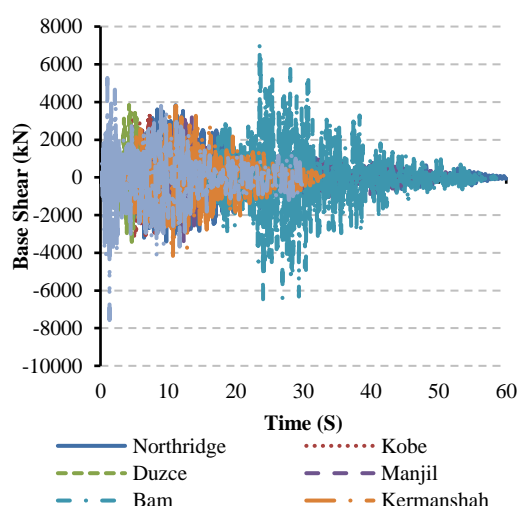 8000
6000
4000
2000
0
-2000
-4000
-6000
-8000
-10000
Base Shear (kN)
0 10 20 30 40 50 60
Time (S)
Northridge Kobe
Duzce Manjil
Bam Kermanshah